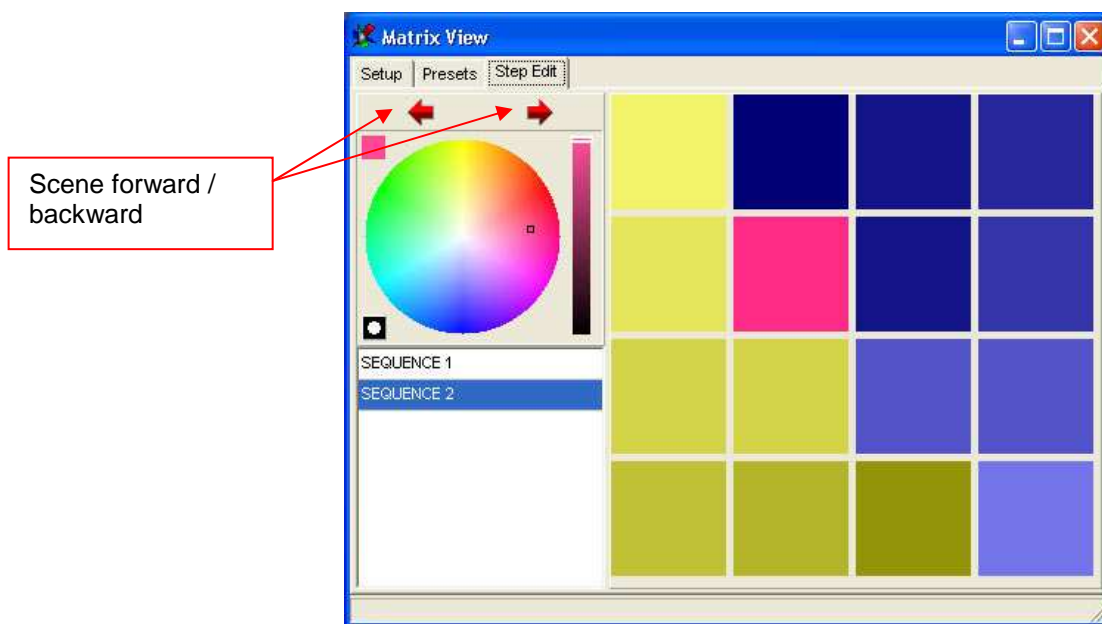 Matrix View
Setup Presets Step Edit
Scene forward /
backward
SEQUENCE 1
SEQUENCE 2